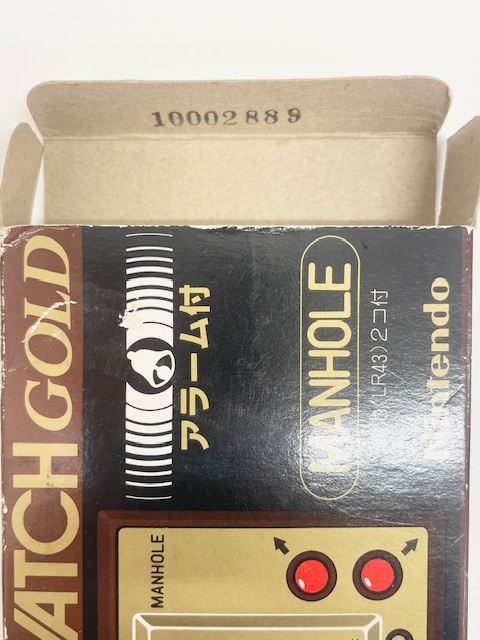 10002889
WATCH GOLD
アラーム付
MANHOLE
LR43)2コ付
Nintendo
MANHOLE